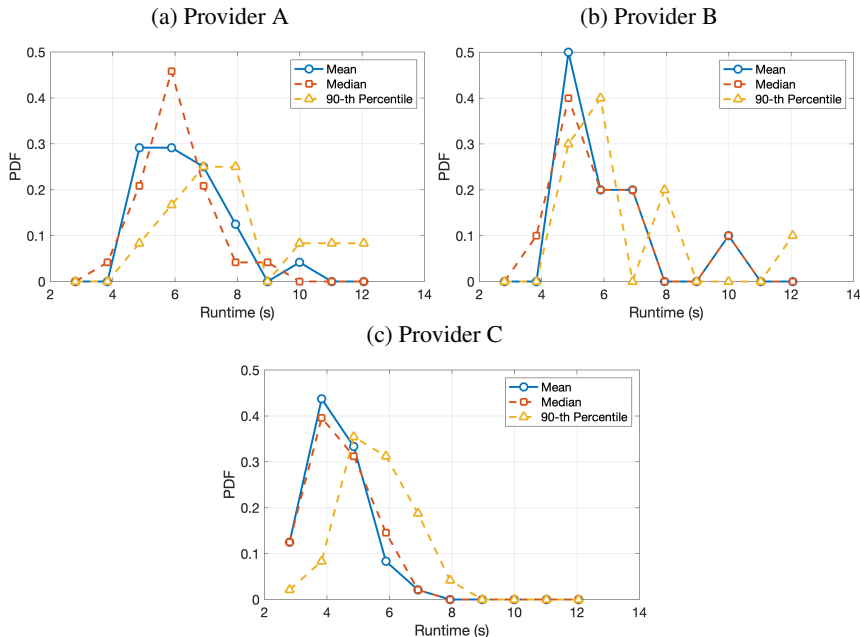 (a) Provider A
0.5
0.4
0.3
0.2
0.1
0
PDF
2 4 6 8 10 12 14
Runtime (s)
Mean
Median
90-th Percentile
(b) Provider B
0.5
0.4
0.3
0.2
0.1
0
PDF
2 4 6 8 10 12 14
Runtime (s)
Mean
Median
90-th Percentile
(c) Provider C
0.5
0.4
0.3
0.2
0.1
0
PDF
2 4 6 8 10 12 14
Runtime (s)
Mean
Median
90-th Percentile